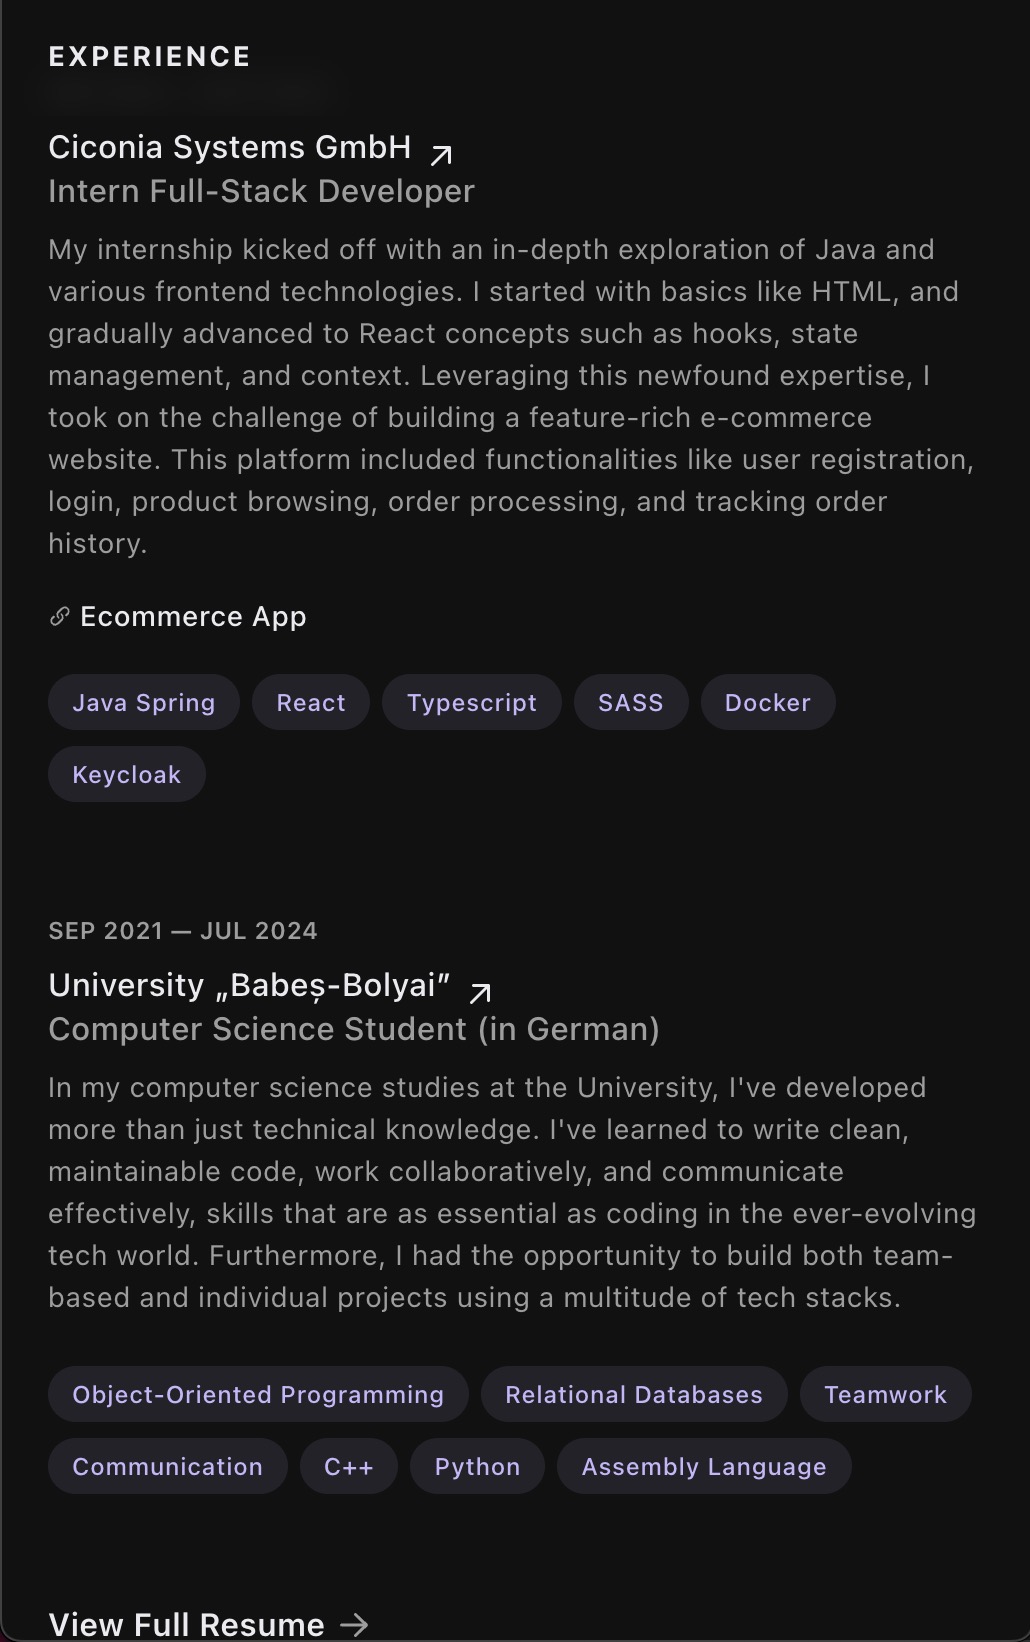 EXPERIENCE
Ciconia Systems GmbH
Intern Full-Stack Developer
My internship kicked off with an in-depth exploration of Java and
various frontend technologies. I started with basics like HTML, and
gradually advanced to React concepts such as hooks, state
management, and context. Leveraging this newfound expertise, I
took on the challenge of building a feature-rich e-commerce
website. This platform included functionalities like user registration,
login, product browsing, order processing, and tracking order
history.
Ecommerce App
Java Spring React Typescript SASS Docker
Keycloak
SEP 2021 — JUL 2024
University „Babeș-Bolyai”
Computer Science Student (in German)
In my computer science studies at the University, I've developed
more than just technical knowledge. I've learned to write clean,
maintainable code, work collaboratively, and communicate
effectively, skills that are as essential as coding in the ever-evolving
tech world. Furthermore, I had the opportunity to build both team-
based and individual projects using a multitude of tech stacks.
Object-Oriented Programming Relational Databases Teamwork
Communication C++ Python Assembly Language
View Full Resume →